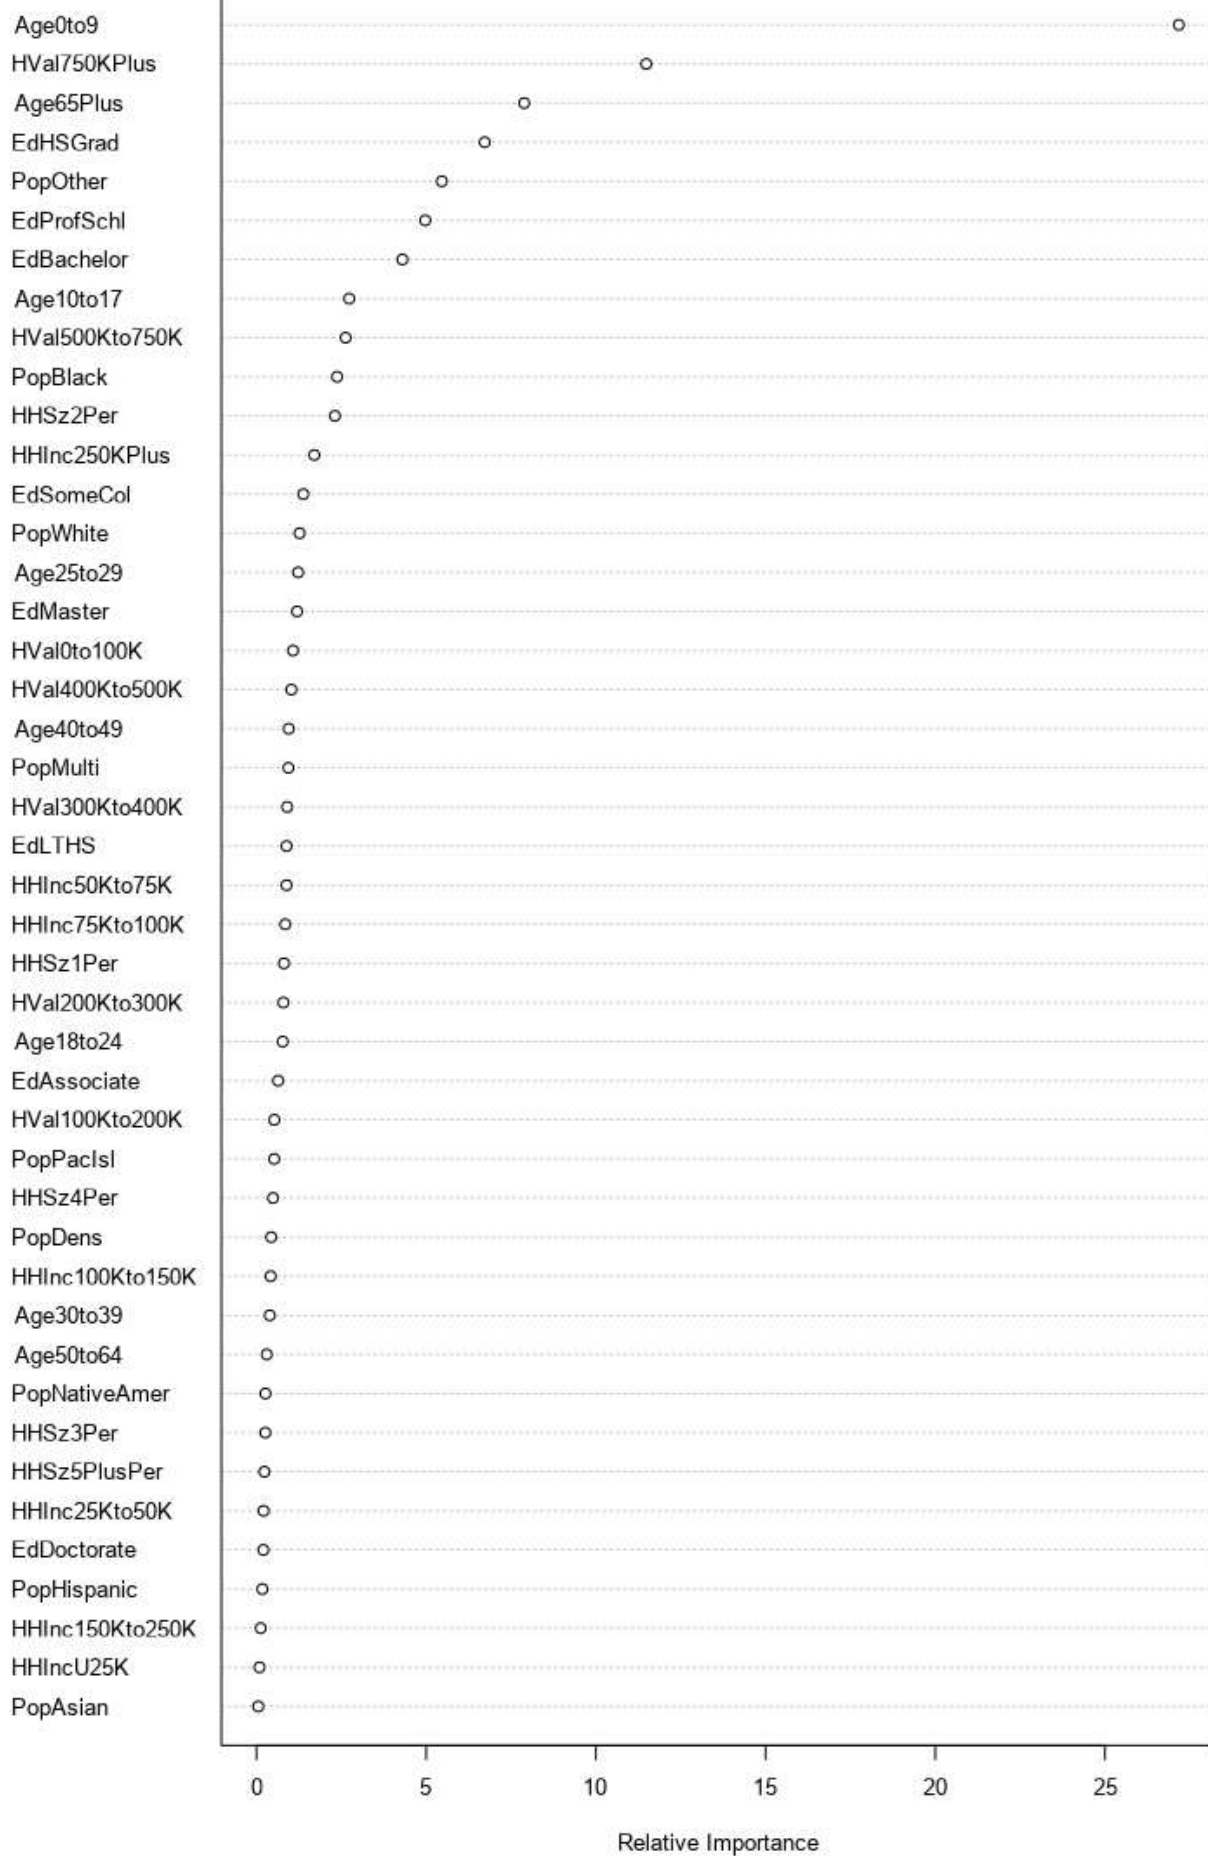 Age0to9
HVal750KPlus
Age65Plus
EdHSGrad
PopOther
EdProfSchl
EdBachelor
Age10to17
HVal500Kto750K
PopBlack
HHSz2Per
HHInc250KPlus
EdSomeCol
PopWhite
Age25to29
EdMaster
HVal0to100K
HVal400Kto500K
Age40to49
PopMulti
HVal300Kto400K
EdLTHS
HHInc50Kto75K
HHInc75Kto100K
HHSz1Per
HVal200Kto300K
Age18to24
EdAssociate
HVal100Kto200K
PopPacIsl
HHSz4Per
PopDens
HHInc100Kto150K
Age30to39
Age50to64
PopNativeAmer
HHSz3Per
HHSz5PlusPer
HHInc25Kto50K
EdDoctorate
PopHispanic
HHInc150Kto250K
HHIncU25K
PopAsian
0 5 10 15 20 25
Relative Importance